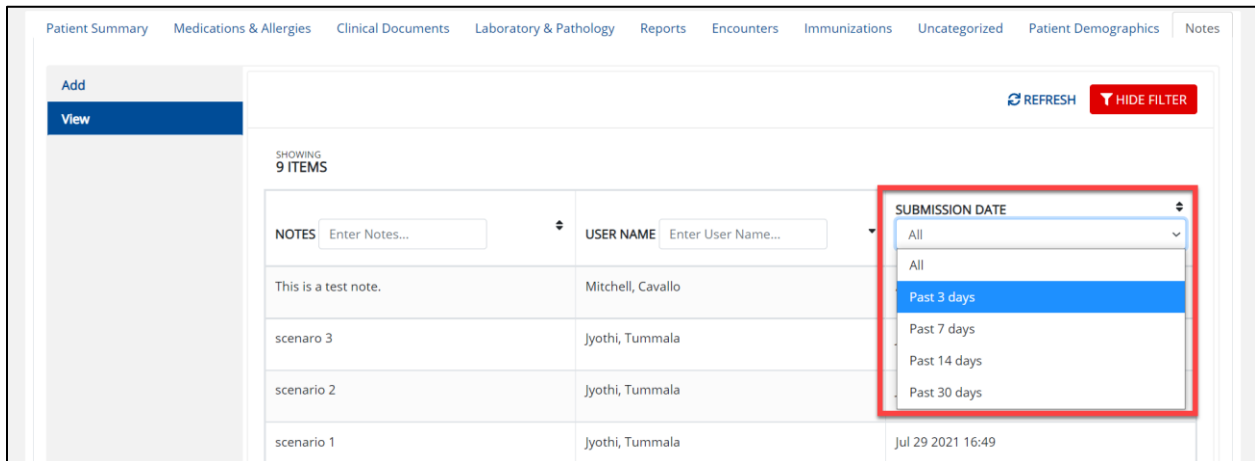 Patient Summary Medications & Allergies Clinical Documents Laboratory & Pathology Reports Encounters Immunizations Uncategorized Patient Demographics Notes
Add
View
REFRESH HIDE FILTER
SHOWING
9 ITEMS
NOTES Enter Notes... USER NAME Enter User Name... SUBMISSION DATE
All
All
Past 3 days
Past 7 days
Past 14 days
Past 30 days
This is a test note. Mitchell, Cavallo
scenaro 3 Jyothi, Tummala
scenario 2 Jyothi, Tummala
scenario 1 Jyothi, Tummala Jul 29 2021 16:49